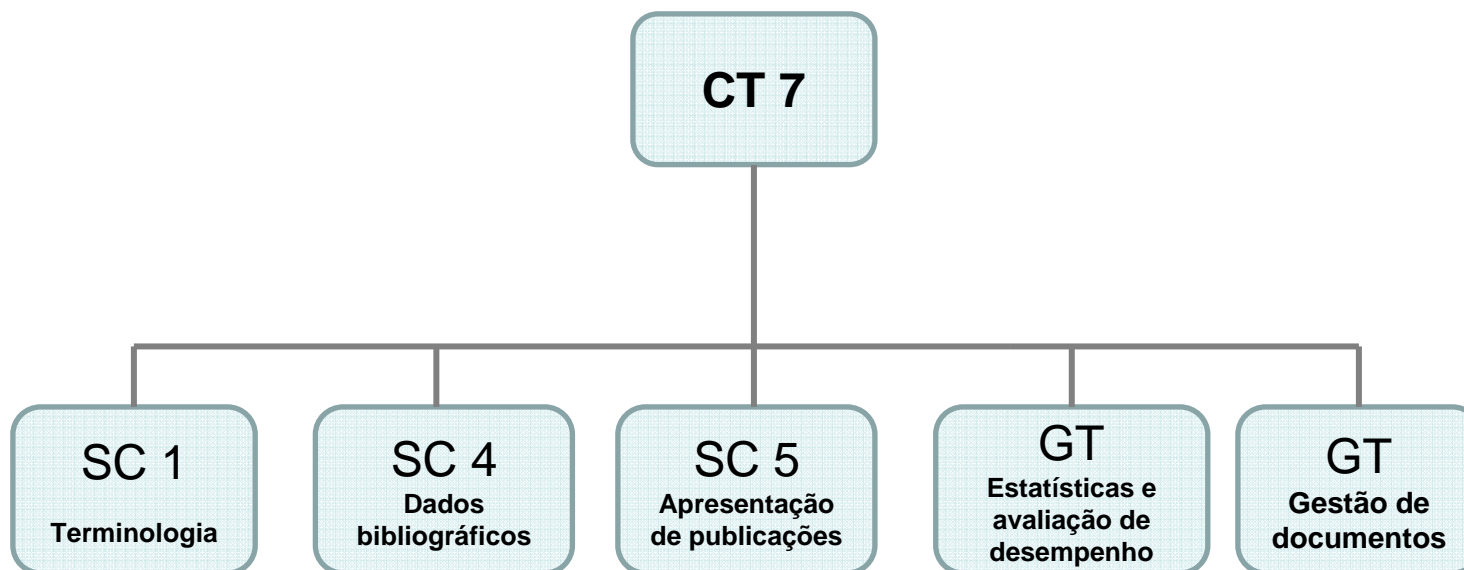 CT 7
SC 1
Terminologia
SC 4
Dados
bibliográficos
SC 5
Apresentação
de publicações
GT
Estatísticas e
avaliação de
desempenho
GT
Gestão de
documentos